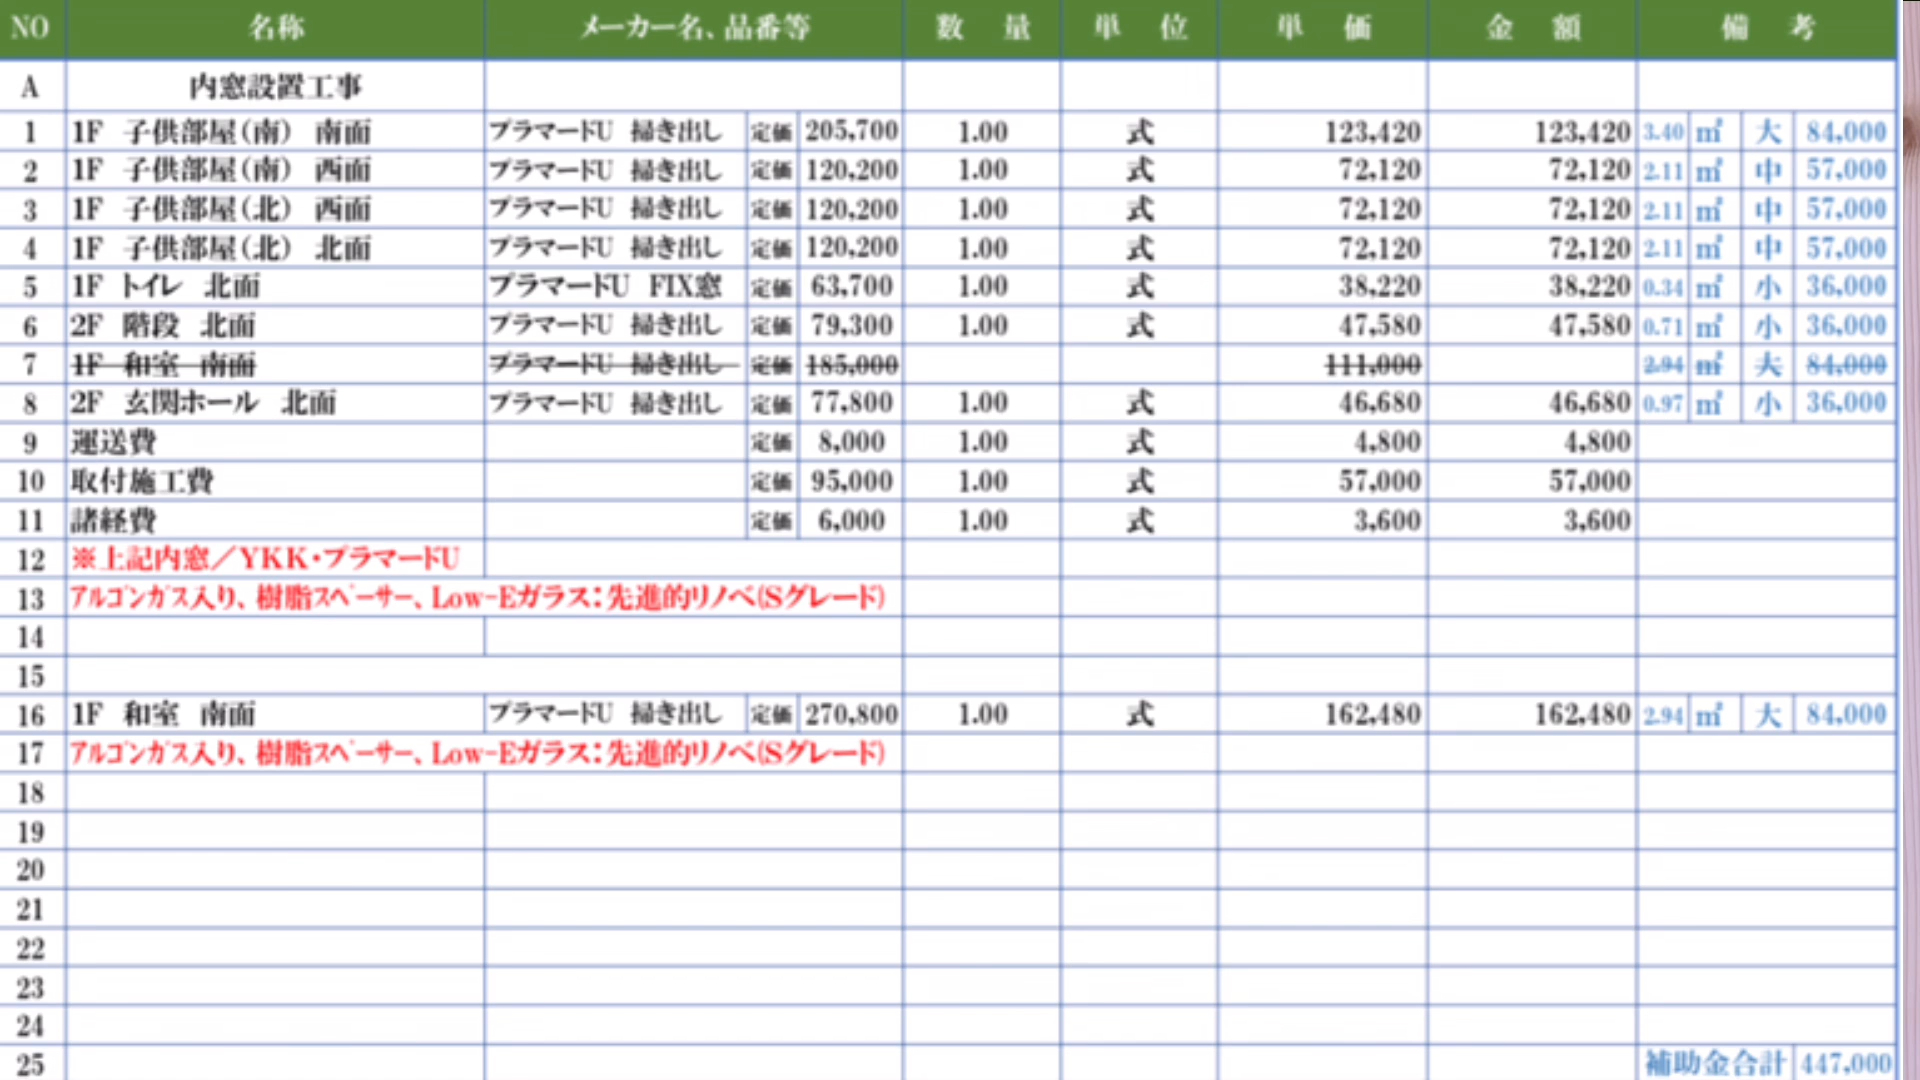 NO 名称 メーカー名、品番等 数 量 単 位 単 価 金 額 備 考
A 内窓設置工事
1 1F 子供部屋(南) 南面 プラマードU 掃き出し 定価 205,700 1.00 式 123,420 123,420 3.40 ㎡ 大 84,000
2 1F 子供部屋(南) 西面 プラマードU 掃き出し 定価 120,200 1.00 式 72,120 72,120 2.11 ㎡ 中 57,000
3 1F 子供部屋(北) 西面 プラマードU 掃き出し 定価 120,200 1.00 式 72,120 72,120 2.11 ㎡ 中 57,000
4 1F 子供部屋(北) 北面 プラマードU 掃き出し 定価 120,200 1.00 式 72,120 72,120 2.11 ㎡ 中 57,000
5 1F トイレ 北面 プラマードU FIX窓 定価 63,700 1.00 式 38,220 38,220 0.34 ㎡ 小 36,000
6 2F 階段 北面 プラマードU 掃き出し 定価 79,300 1.00 式 47,580 47,580 0.71 ㎡ 小 36,000
7 1F 和室 南面 プラマードU 掃き出し 定価 185,000 111,000 2.94 ㎡ 大 84,000
8 2F 玄関ホール 北面 プラマードU 掃き出し 定価 77,800 1.00 式 46,680 46,680 0.97 ㎡ 小 36,000
9 運送費 定価 8,000 1.00 式 4,800 4,800
10 取付施工費 定価 95,000 1.00 式 57,000 57,000
11 諸経費 定価 6,000 1.00 式 3,600 3,600
12 ※上記内窓／YKK・プラマードU
13 アルゴンガス入り、樹脂スペーサー、Low-Eガラス：先進的リノベ(Sグレード)
14
15
16 1F 和室 南面 プラマードU 掃き出し 定価 270,800 1.00 式 162,480 162,480 2.94 ㎡ 大 84,000
17 アルゴンガス入り、樹脂スペーサー、Low-Eガラス：先進的リノベ(Sグレード)
18
19
20
21
22
23
24
25 補助金合計 447,000